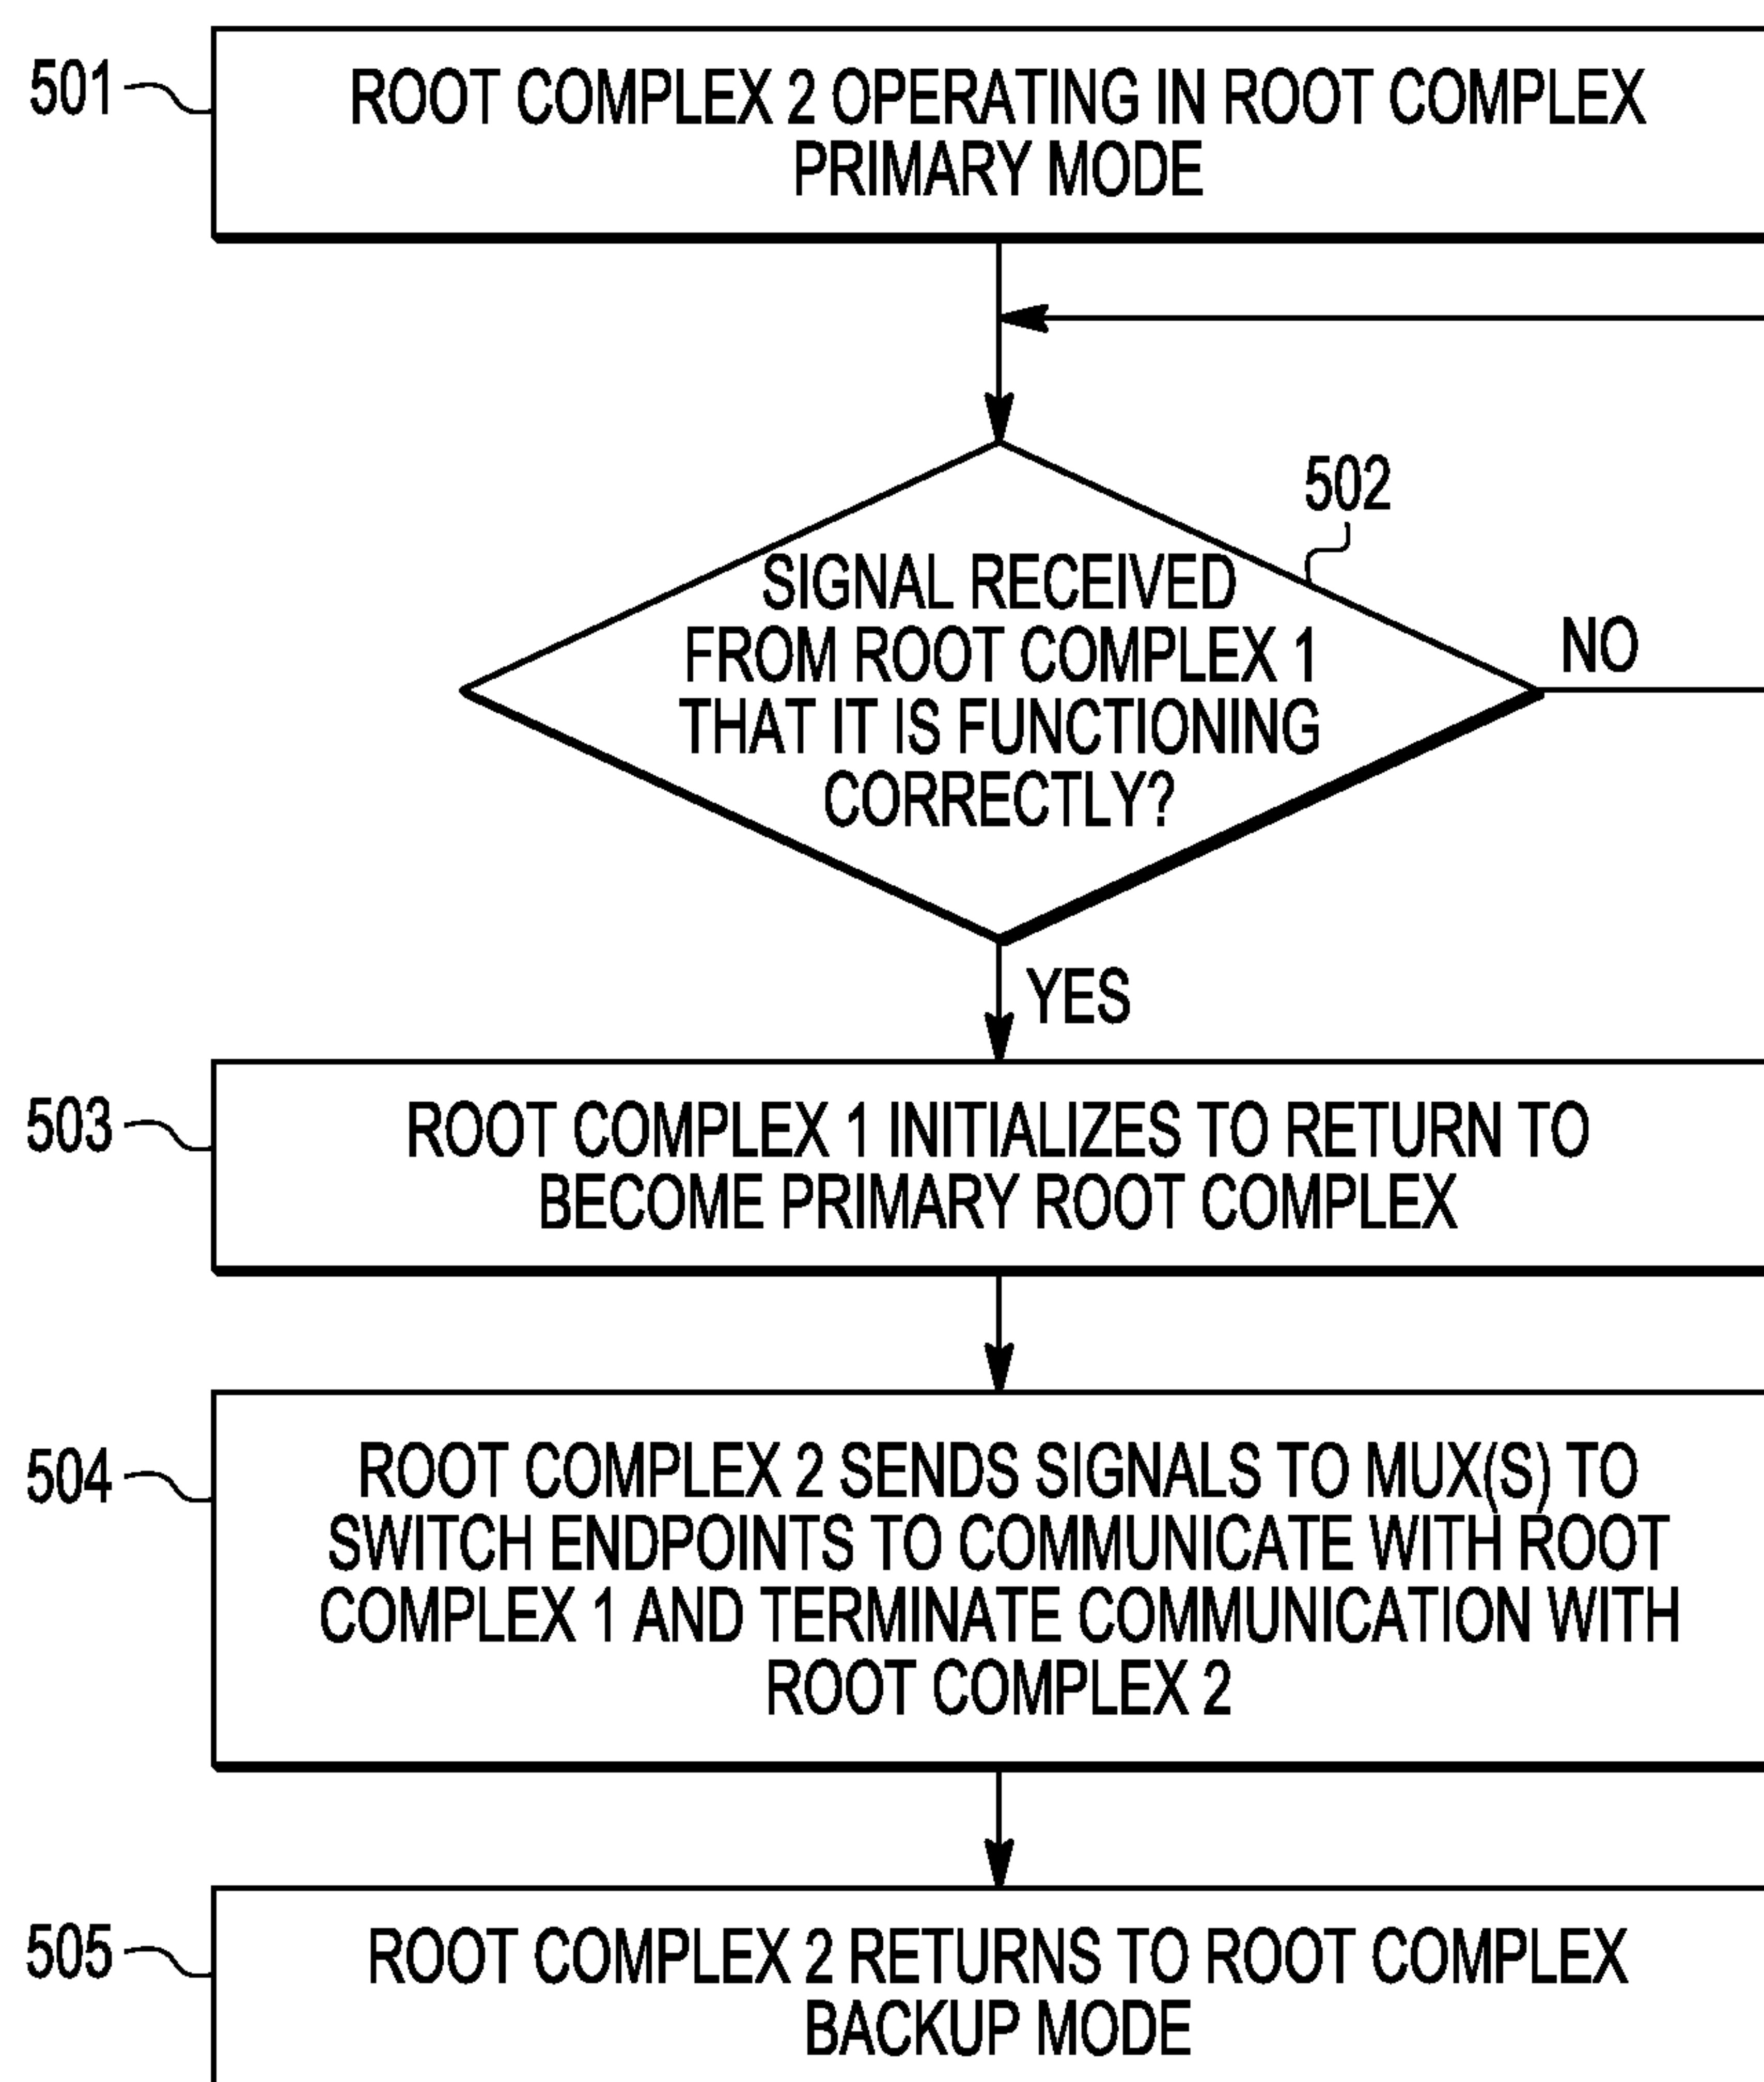 501
ROOT COMPLEX 2 OPERATING IN ROOT COMPLEX
PRIMARY MODE
502
SIGNAL RECEIVED
FROM ROOT COMPLEX 1
THAT IT IS FUNCTIONING
CORRECTLY?
NO
YES
503
ROOT COMPLEX 1 INITIALIZES TO RETURN TO
BECOME PRIMARY ROOT COMPLEX
504
ROOT COMPLEX 2 SENDS SIGNALS TO MUX(S) TO
SWITCH ENDPOINTS TO COMMUNICATE WITH ROOT
COMPLEX 1 AND TERMINATE COMMUNICATION WITH
ROOT COMPLEX 2
505
ROOT COMPLEX 2 RETURNS TO ROOT COMPLEX
BACKUP MODE